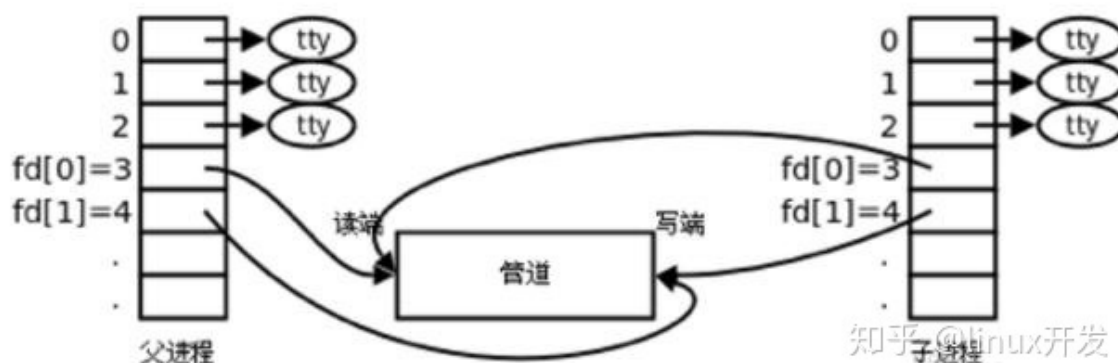 0 tty 0 tty
1 tty 1 tty
2 tty 2 tty
fd[0]=3 fd[0]=3
fd[1]=4 读端 写端 fd[1]=4
. 管道 .
. .
父进程 子进程
知乎 @linux开发